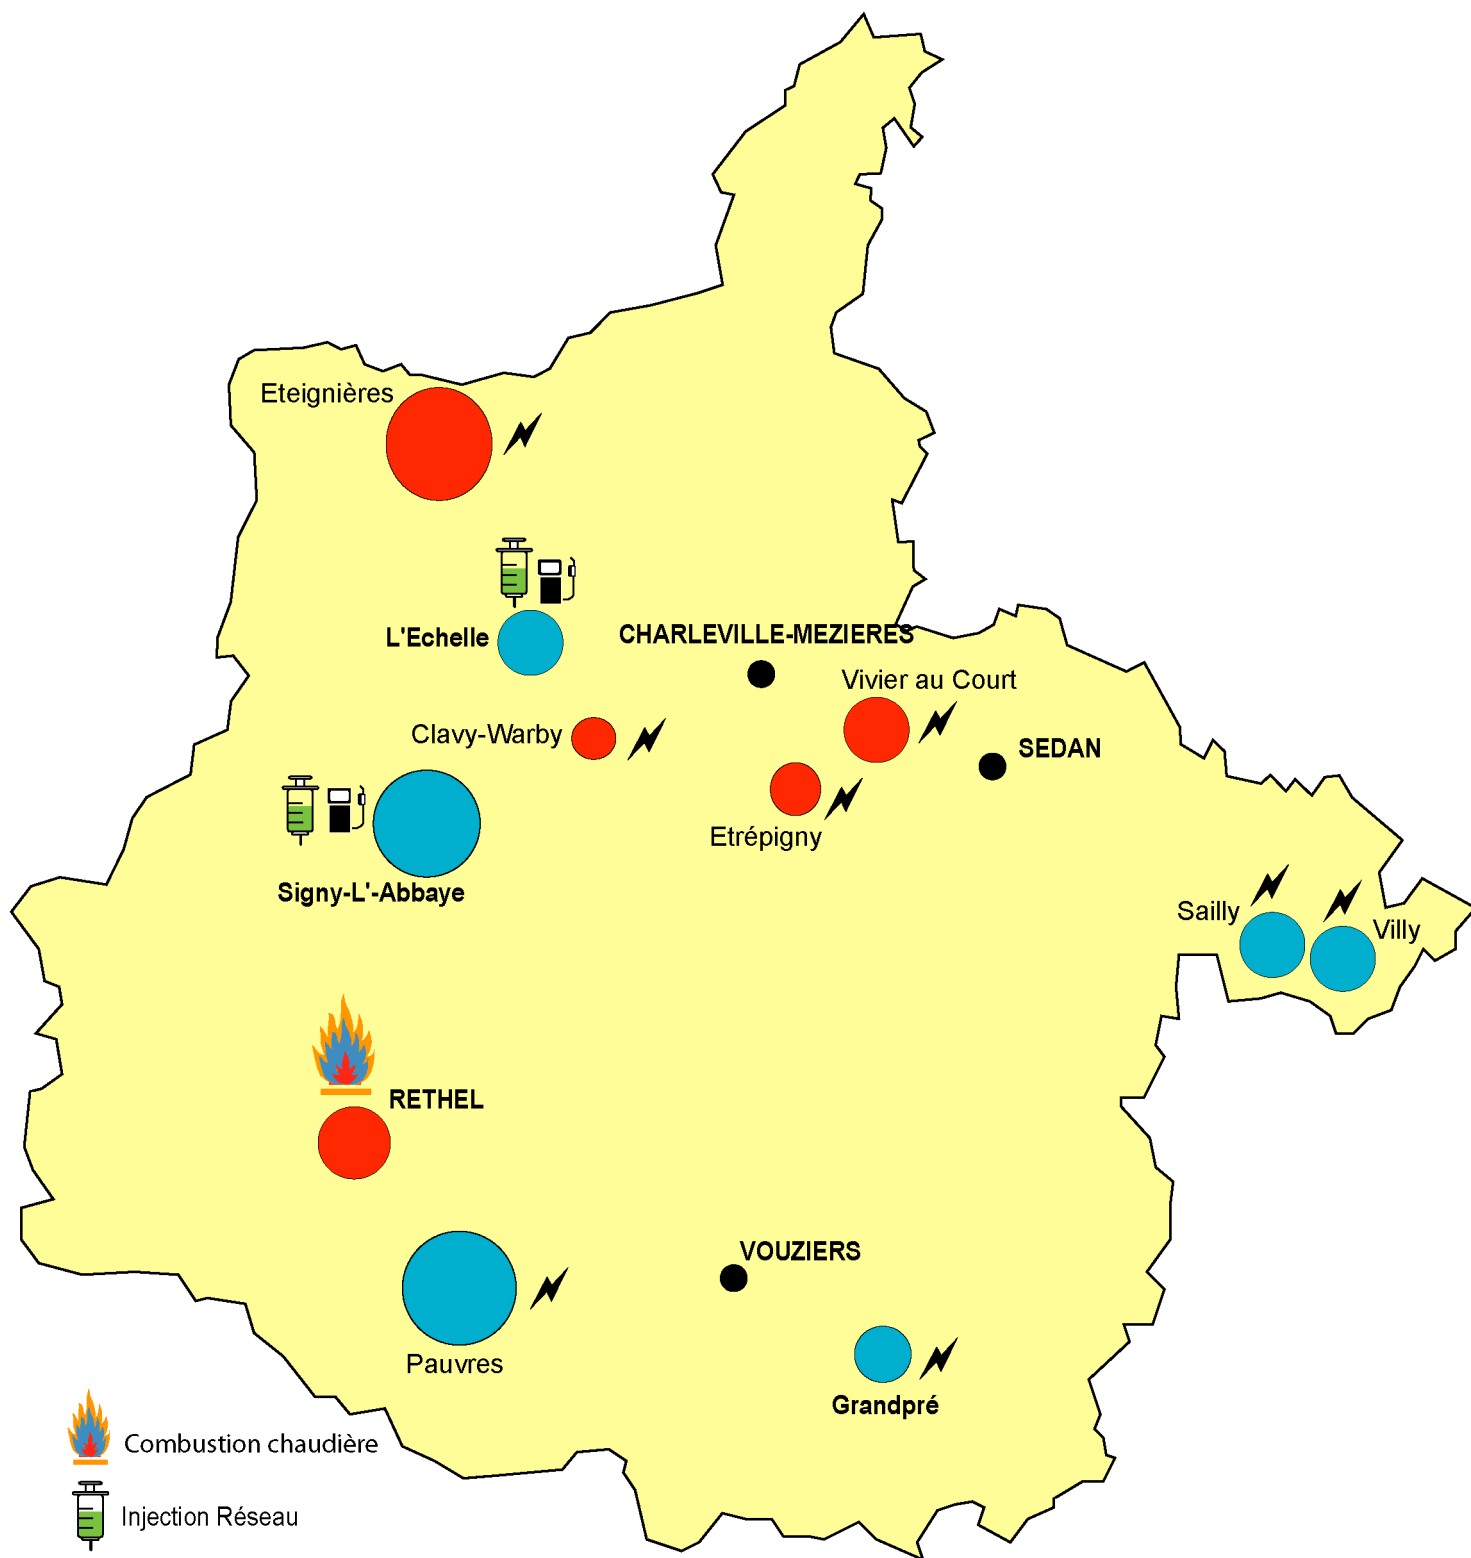 Eteignières
L'Echelle
CHARLEVILLE-MEZIERES
Vivier au Court
Clavy-Warby
SEDAN
Etrépigny
Signy-L'-Abbaye
Sailly
Villy
RETHEL
VOUZIERS
Pauvres
Grandpré
Combustion chaudière
Injection Réseau